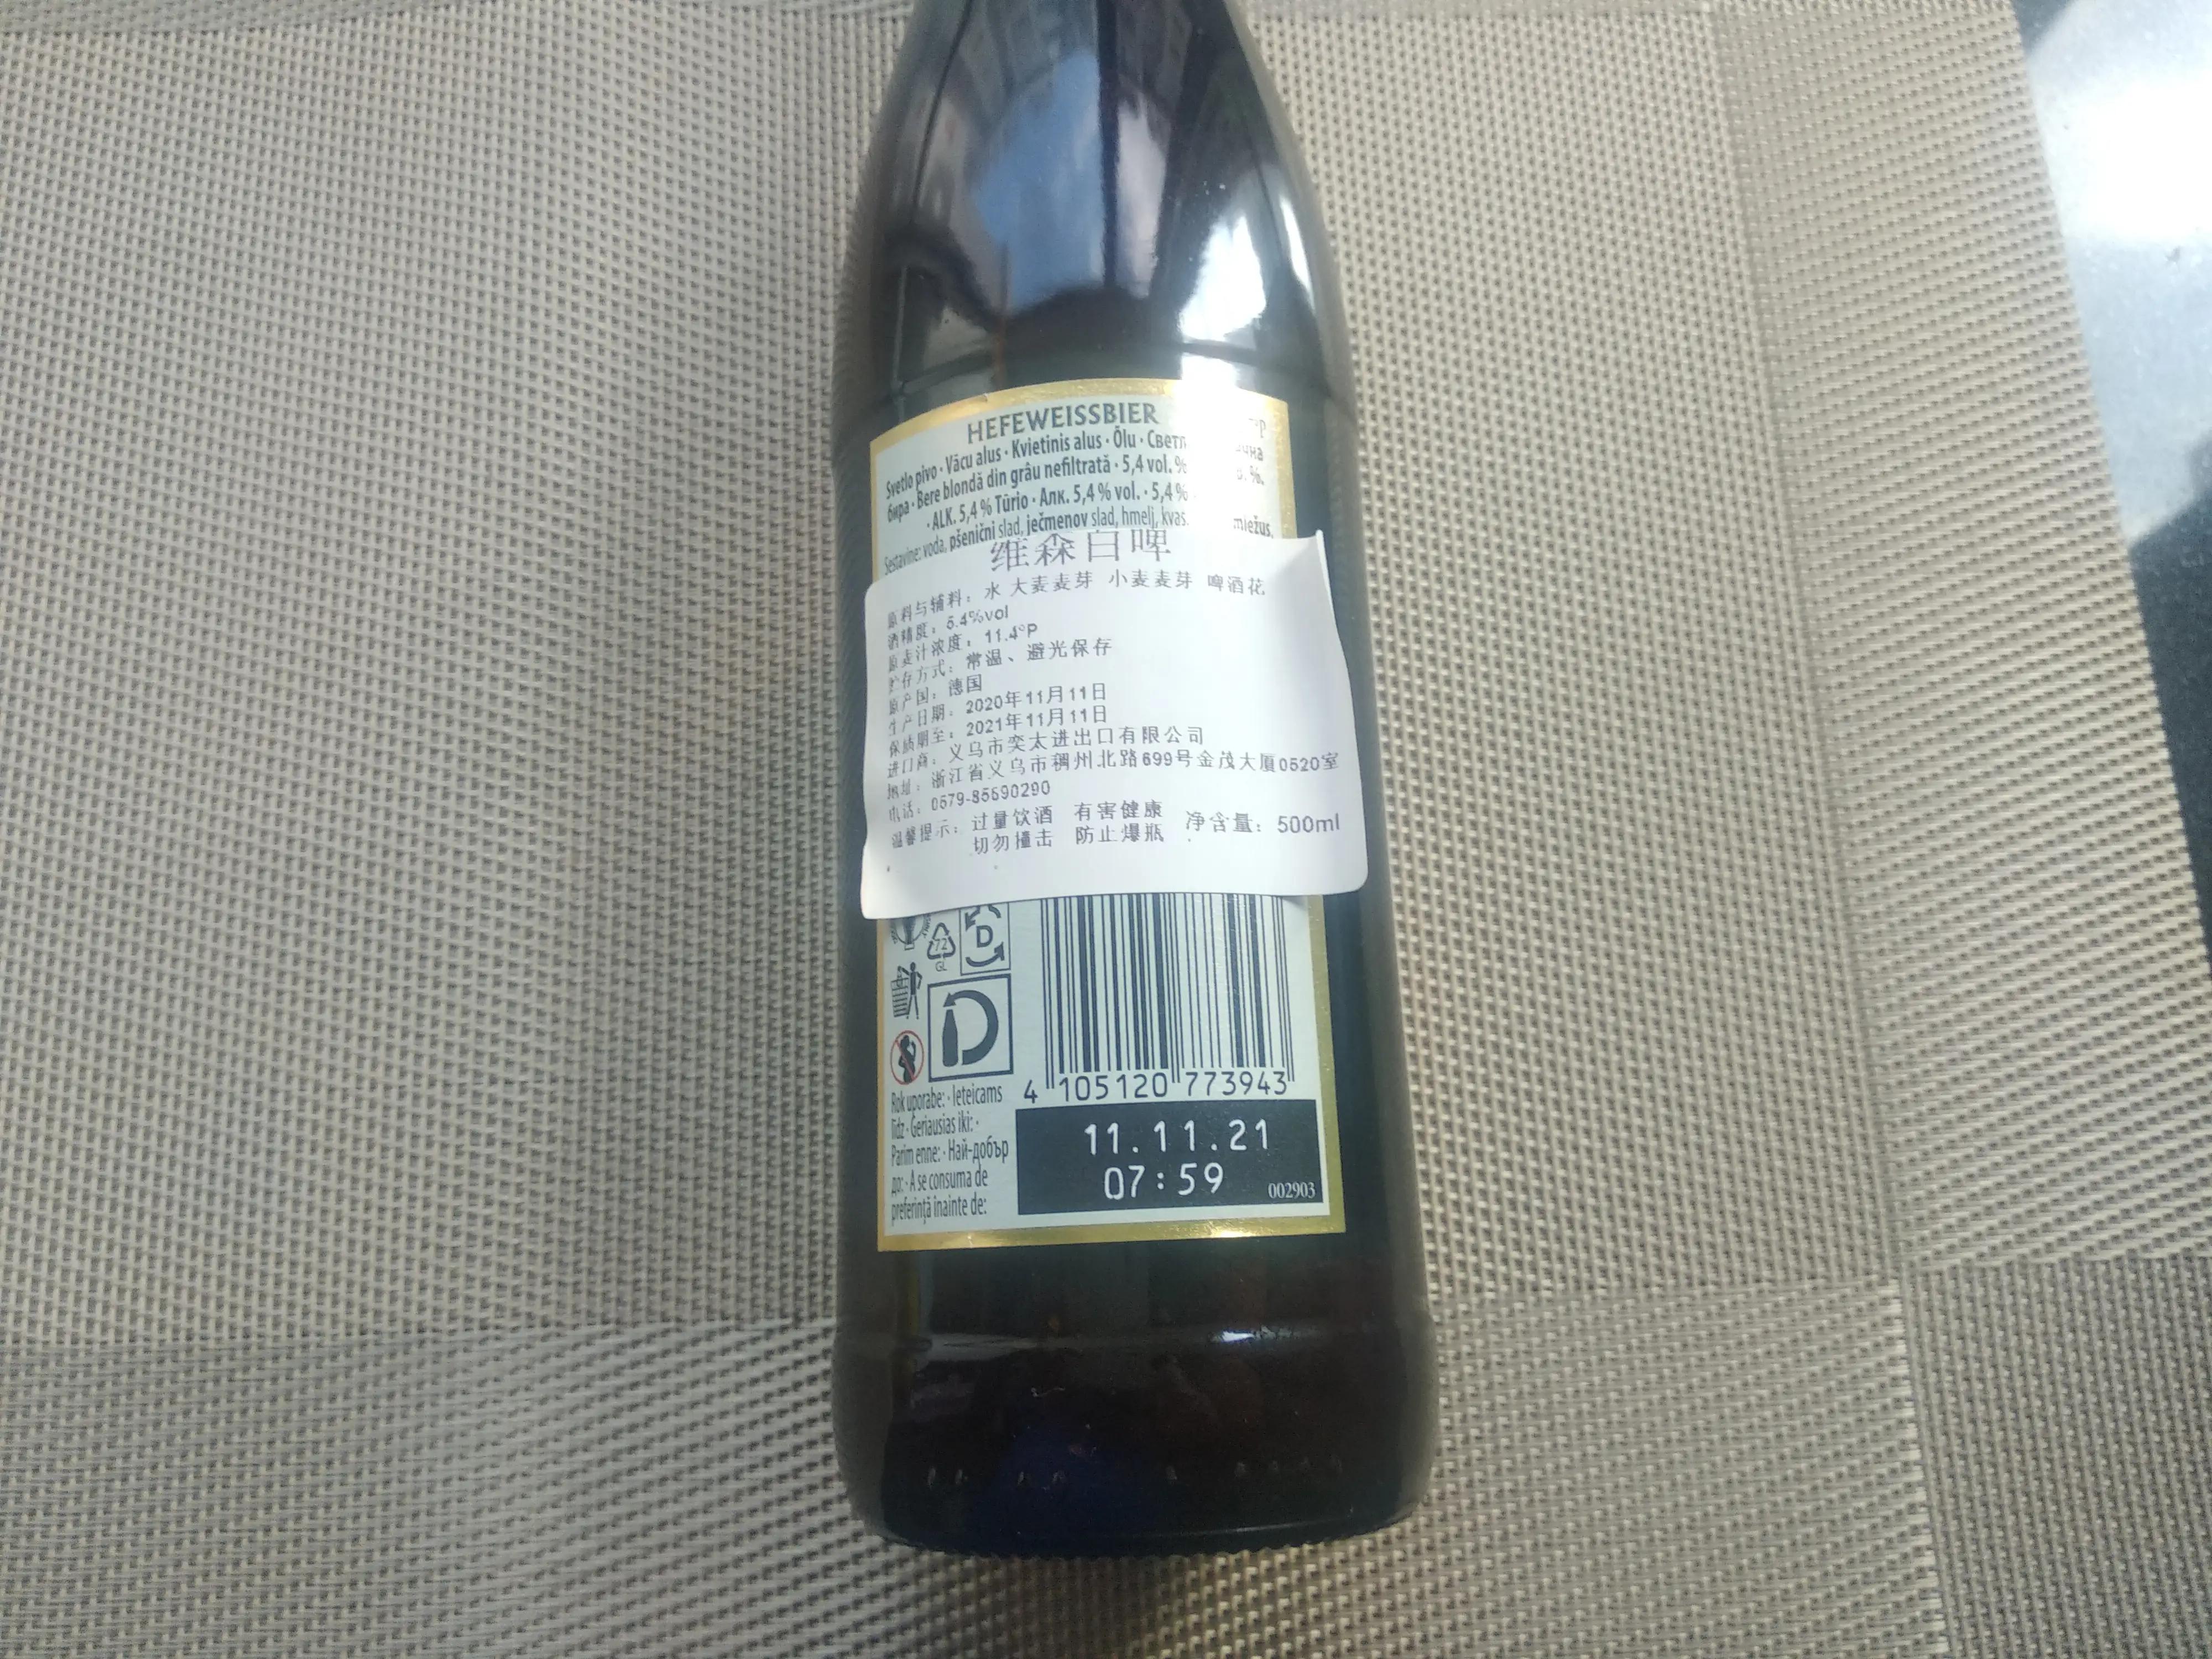 HEFEWEISSBIER
Svetlo pivo · Vācu alus · Kvietinis alus · Õlu · Светл
бира · Bere blondă din grâu nefiltrată · 5,4 vol. %
· ALK. 5,4 % Tūrio · Алк. 5,4 % vol. · 5,4 %
Sestavine: voda, pšenični slad, ječmenov slad, hmelj, kvas. miežus,
维森白啤
原料与辅料：水 大麦麦芽 小麦麦芽 啤酒花
酒精度：5.4%vol
原麦汁浓度：11.4°P
贮存方式：常温、避光保存
原产国：德国
生产日期：2020年11月11日
保质期至：2021年11月11日
进口商：义乌市奕太进出口有限公司
地址：浙江省义乌市稠州北路699号金茂大厦0520室
电话：0579-85590290
温馨提示：过量饮酒 有害健康 净含量：500ml
切勿撞击 防止爆瓶
72
GL
D
D
4 105120 773943
Rok uporabe: · Ieteicams
līdz · Geriausias iki: ·
Parim enne: · Най-добър
до: · A se consuma de
preferință înainte de:
11.11.21
07:59
002903